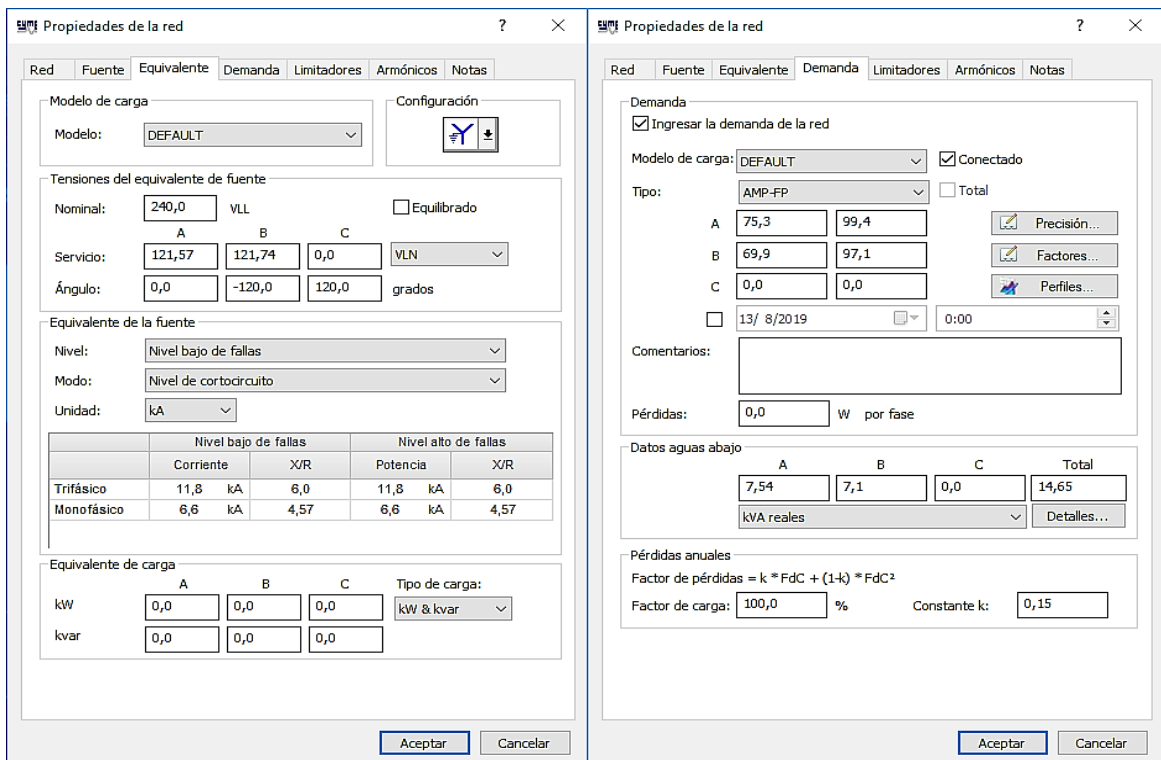 SYME Propiedades de la red ?
Red Fuente Equivalente Demanda Limitadores Armónicos Notas
Modelo de carga
Modelo: DEFAULT
Configuración
Tensiones del equivalente de fuente
Nominal: 240,0 VLL Equilibrado
A B C
Servicio: 121,57 121,74 0,0 VLN
Ángulo: 0,0 -120,0 120,0 grados
Equivalente de la fuente
Nivel: Nivel bajo de fallas
Modo: Nivel de cortocircuito
Unidad: kA
Nivel bajo de fallas Nivel alto de fallas
Corriente X/R Potencia X/R
Trifásico 11,8 kA 6,0 11,8 kA 6,0
Monofásico 6,6 kA 4,57 6,6 kA 4,57
Equivalente de carga
A B C Tipo de carga:
kW 0,0 0,0 0,0 kW & kvar
kvar 0,0 0,0 0,0
Aceptar Cancelar
SYME Propiedades de la red ?
Red Fuente Equivalente Demanda Limitadores Armónicos Notas
Demanda
Ingresar la demanda de la red
Modelo de carga: DEFAULT Conectado
Tipo: AMP-FP Total
A 75,3 99,4 Precisión...
B 69,9 97,1 Factores...
C 0,0 0,0 Perfiles...
13/ 8/2019 0:00
Comentarios:
Pérdidas: 0,0 W por fase
Datos aguas abajo
A B C Total
7,54 7,1 0,0 14,65
kVA reales Detalles...
Pérdidas anuales
Factor de pérdidas = k * FdC + (1-k) * FdC²
Factor de carga: 100,0 % Constante k: 0,15
Aceptar Cancelar